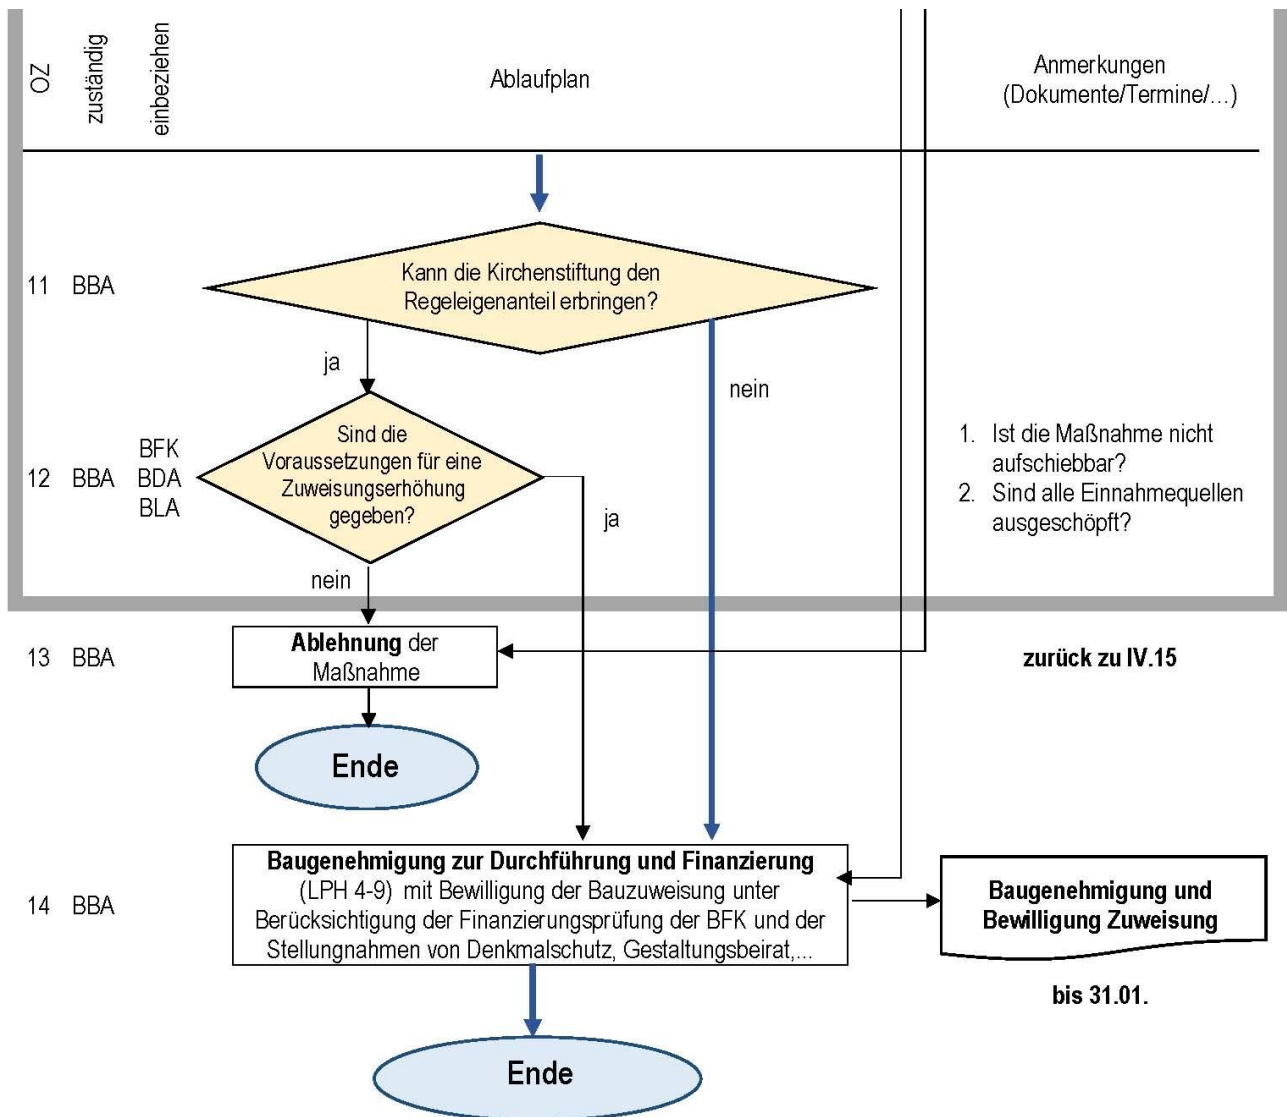 OZ
zuständig
einbeziehen
Ablaufplan
Anmerkungen
(Dokumente/Termine/…)
11 BBA
Kann die Kirchenstiftung den
Regeleigenanteil erbringen?
ja
nein
12 BBA
BFK
BDA
BLA
Sind die
Voraussetzungen für eine
Zuweisungserhöhung
gegeben?
ja
nein
1. Ist die Maßnahme nicht
aufschiebbar?
2. Sind alle Einnahmequellen
ausgeschöpft?
13 BBA
Ablehnung der
Maßnahme
zurück zu IV.15
Ende
14 BBA
Baugenehmigung zur Durchführung und Finanzierung
(LPH 4-9) mit Bewilligung der Bauzuweisung unter
Berücksichtigung der Finanzierungsprüfung der BFK und der
Stellungnahmen von Denkmalschutz, Gestaltungsbeirat,...
Baugenehmigung und
Bewilligung Zuweisung
bis 31.01.
Ende